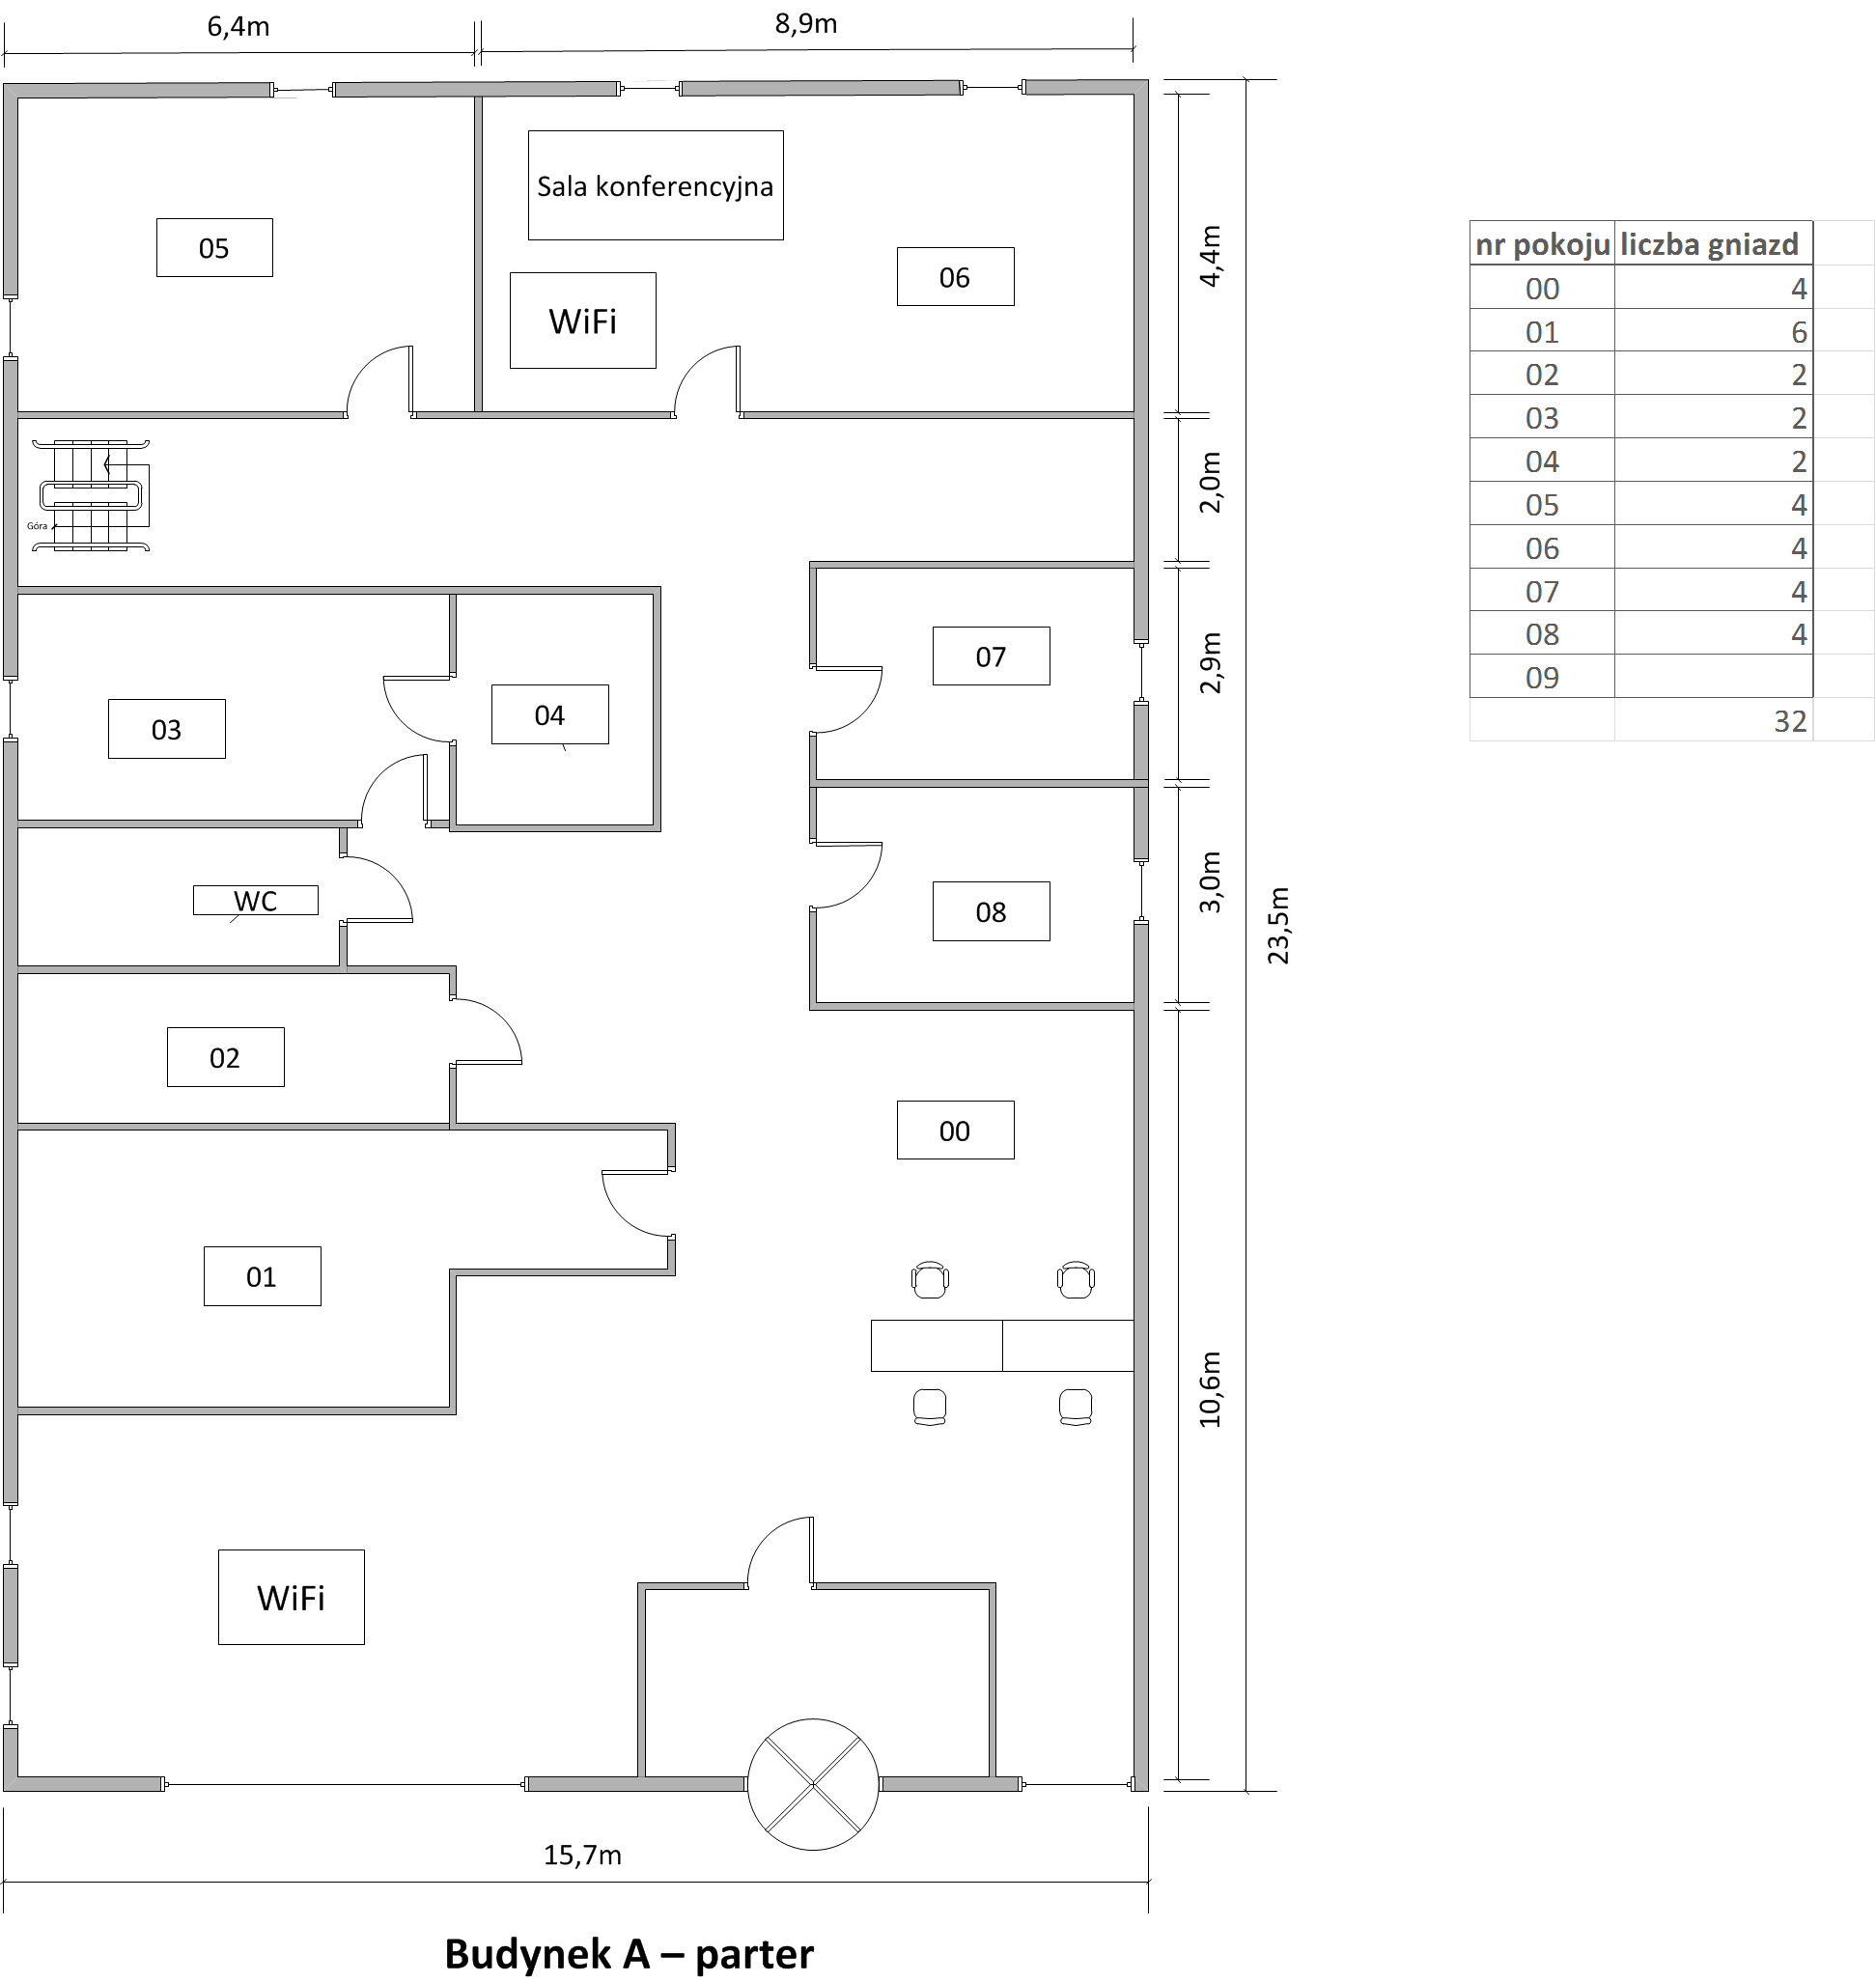 6,4m
8,9m
Sala konferencyjna
05
06
WiFi
4,4m
2,0m
Góra
07
2,9m
04
03
WC
08
3,0m
23,5m
02
00
01
10,6m
WiFi
15,7m
Budynek A – parter
nr pokoju liczba gniazd
00 4
01 6
02 2
03 2
04 2
05 4
06 4
07 4
08 4
09
32